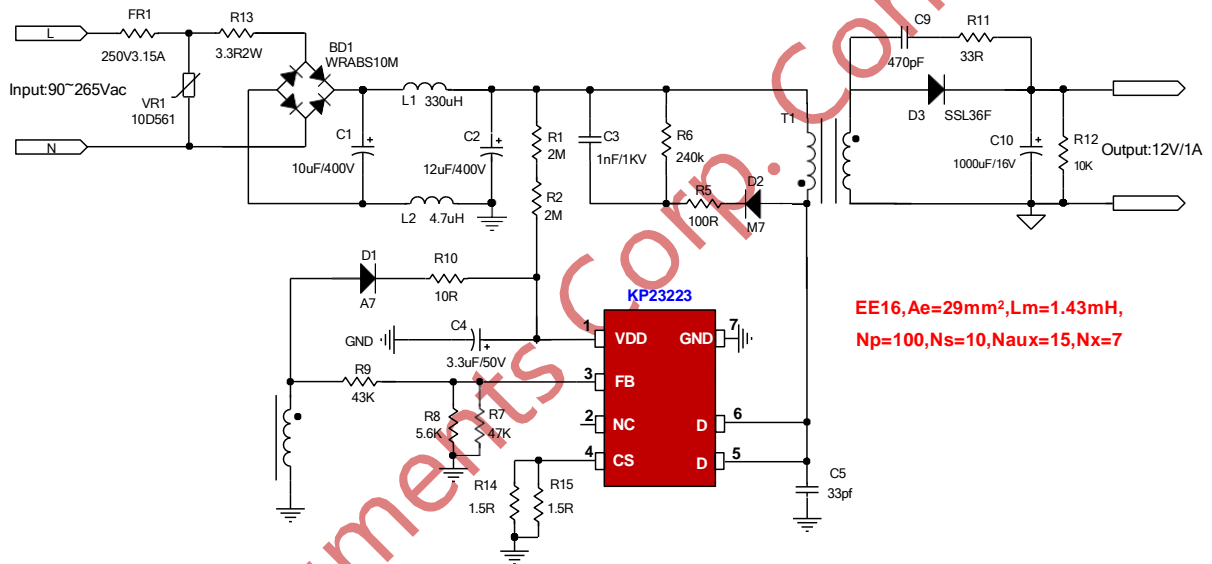 L
FR1
250V3.15A
R13
3.3R2W
BD1
WRABS10M
Input:90~265Vac
VR1
10D561
N
C1
10uF/400V
L1 330uH
L2 4.7uH
C2
12uF/400V
R1
2M
R2
2M
C3
1nF/1KV
R6
240k
R5
100R
D2
M7
T1
C9
470pF
R11
33R
D3
SSL36F
C10
1000uF/16V
R12
10K
Output:12V/1A
D1
A7
R10
10R
GND
C4
3.3uF/50V
R9
43K
R8
5.6K
R7
47K
R14
1.5R
R15
1.5R
KP23223
1
VDD
GND
7
3
FB
2
NC
D
6
4
CS
D
5
C5
33pf
EE16,Ae=29mm²,Lm=1.43mH,
Np=100,Ns=10,Naux=15,Nx=7
iments Corp. Co